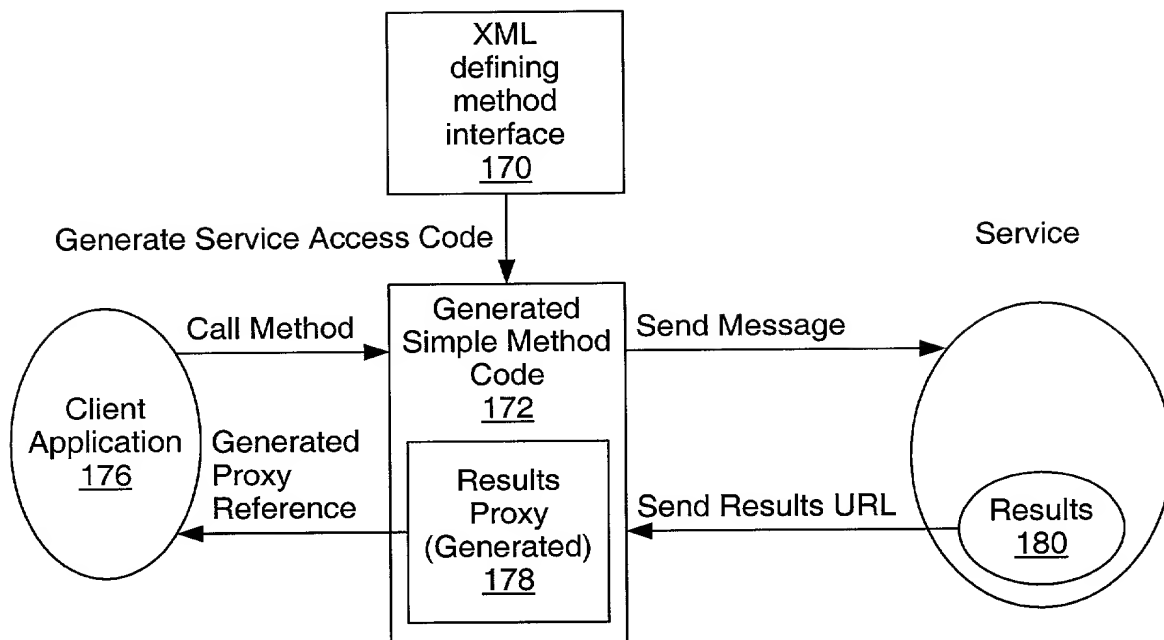 XML
defining
method
interface
170
Generate Service Access Code
Service
Call Method
Generated
Simple Method
Code
172
Send Message
Client
Application
176
Generated
Proxy
Reference
Results
Proxy
(Generated)
178
Send Results URL
Results
180